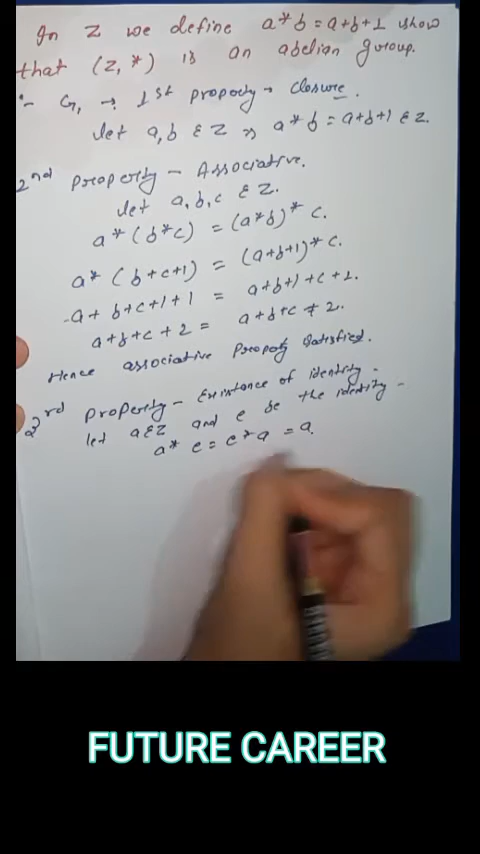 In Z we define a*b = a+b+1 show
that (Z, *) is an abelian group.
:- G1 → 1st property → closure.
let a,b ε Z ⇒ a*b = a+b+1 ε Z.
2nd property - Associative.
let a,b,c ε Z.
a*(b*c) = (a*b)*c.
a*(b+c+1) = (a+b+1)*c.
a+b+c+1+1 = a+b+1+c+1.
a+b+c+2 = a+b+c+2.
Hence associative Property Satisfied.
3rd property - Existance of identity -
let aεZ and e be the identity -
a* e = e*a = a.
FUTURE CAREER